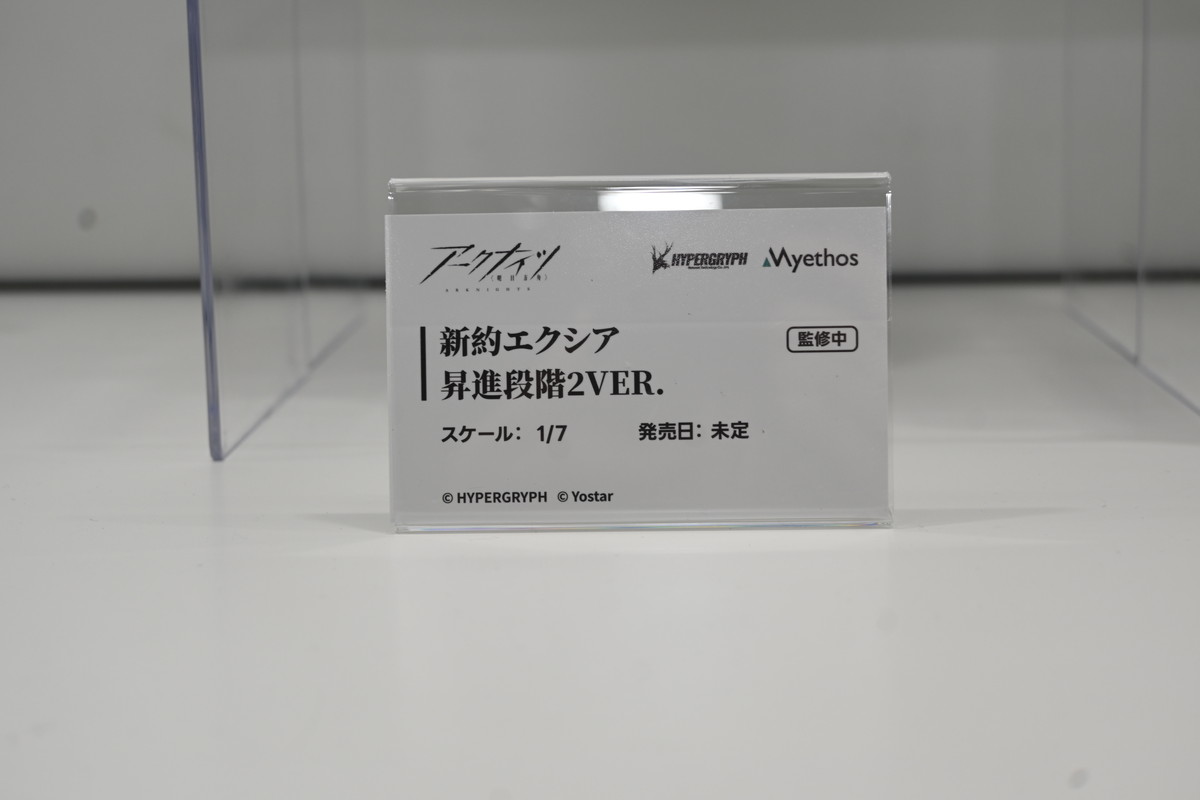 アークナイツ
ARKNIGHTS
HYPERGRYPH
Myethos
新約エクシア
監修中
昇進段階2VER.
スケール： 1/7 発売日：未定
© HYPERGRYPH © Yostar